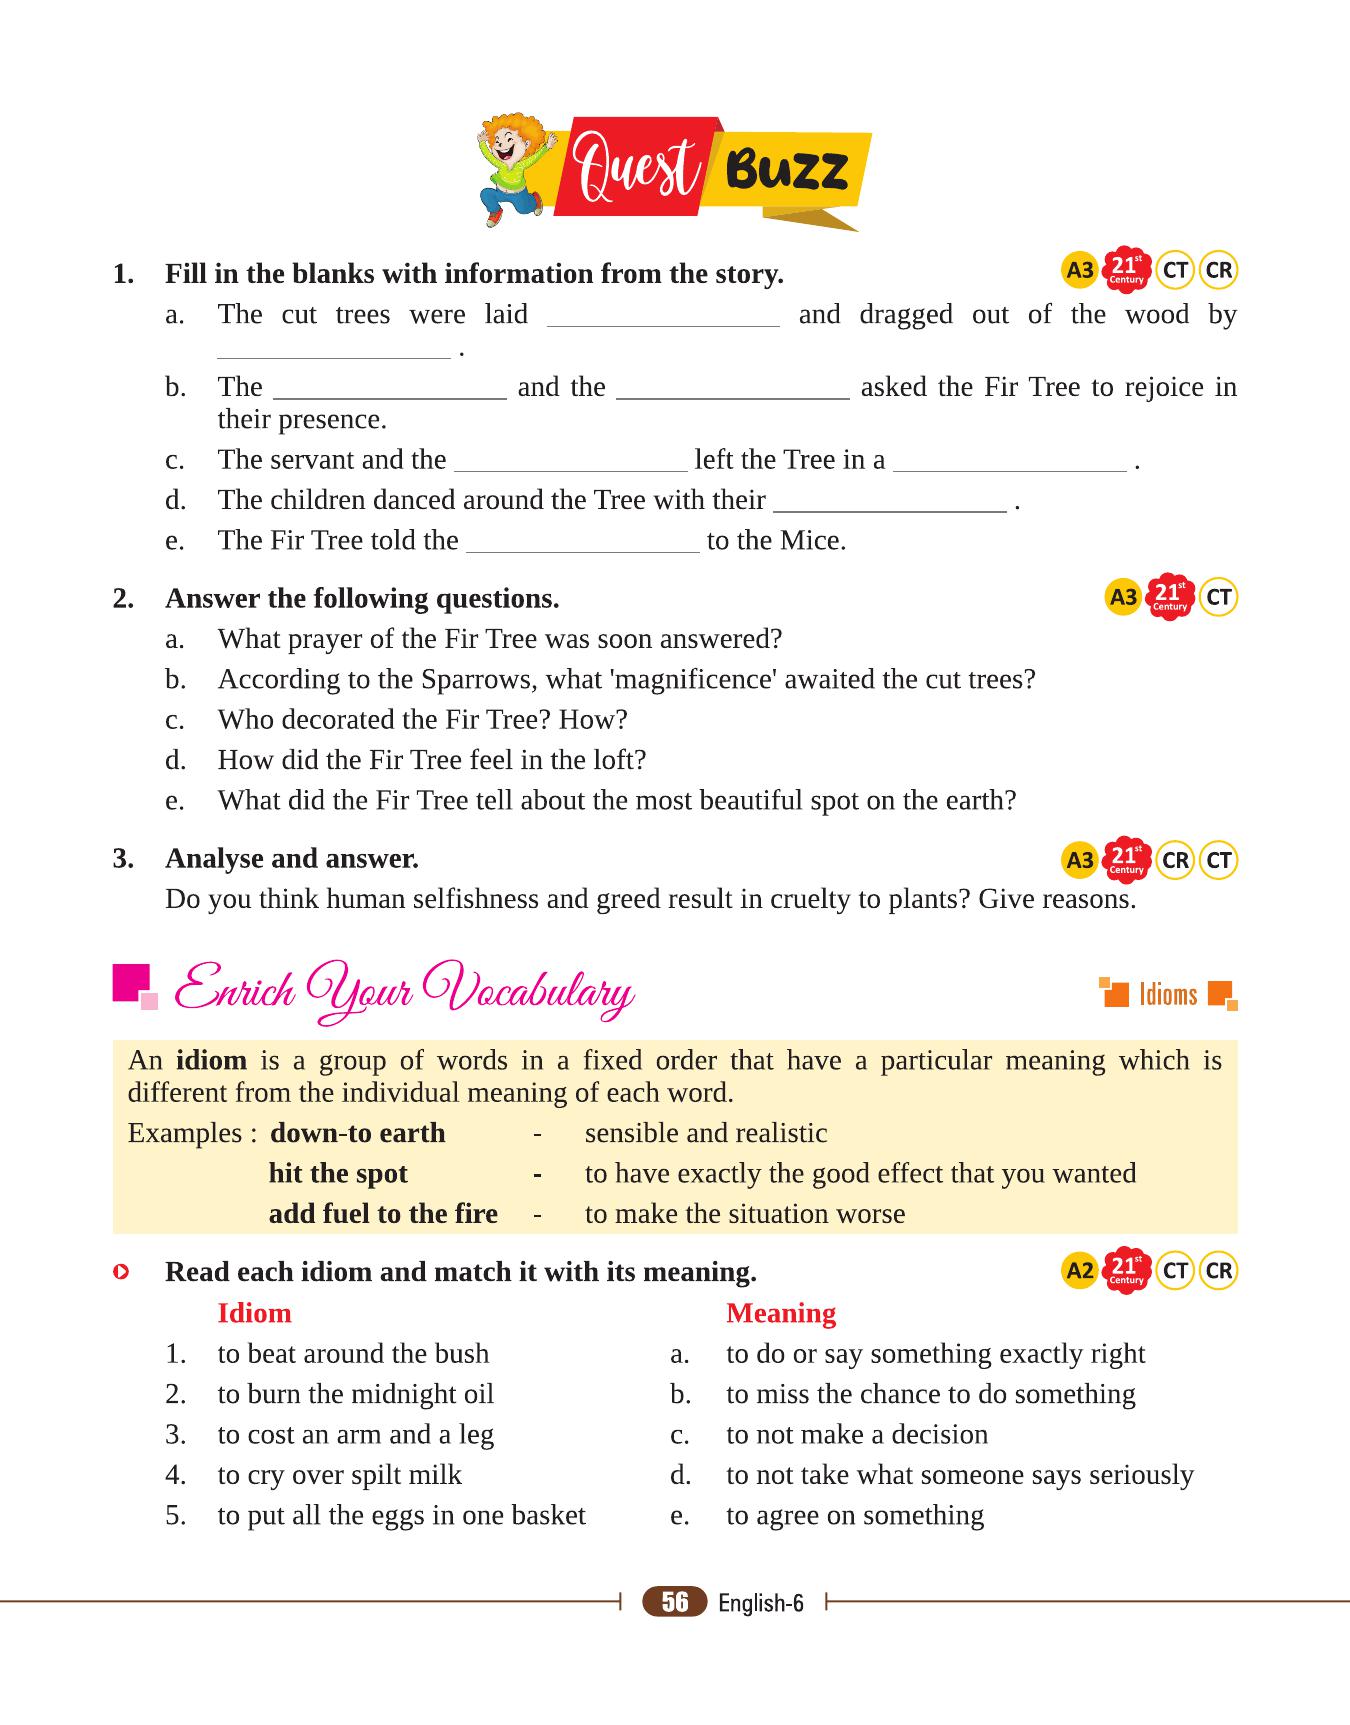 Quest Buzz
1. Fill in the blanks with information from the story. A3 21st Century CT CR
a. The cut trees were laid ________________ and dragged out of the wood by
________________ .
b. The ________________ and the ________________ asked the Fir Tree to rejoice in
their presence.
c. The servant and the ________________ left the Tree in a ________________ .
d. The children danced around the Tree with their ________________ .
e. The Fir Tree told the ________________ to the Mice.
2. Answer the following questions. A3 21st Century CT
a. What prayer of the Fir Tree was soon answered?
b. According to the Sparrows, what 'magnificence' awaited the cut trees?
c. Who decorated the Fir Tree? How?
d. How did the Fir Tree feel in the loft?
e. What did the Fir Tree tell about the most beautiful spot on the earth?
3. Analyse and answer. A3 21st Century CR CT
Do you think human selfishness and greed result in cruelty to plants? Give reasons.
Enrich Your Vocabulary Idioms
An idiom is a group of words in a fixed order that have a particular meaning which is
different from the individual meaning of each word.
Examples : down-to earth - sensible and realistic
hit the spot - to have exactly the good effect that you wanted
add fuel to the fire - to make the situation worse
Read each idiom and match it with its meaning. A2 21st Century CT CR
Idiom Meaning
1. to beat around the bush a. to do or say something exactly right
2. to burn the midnight oil b. to miss the chance to do something
3. to cost an arm and a leg c. to not make a decision
4. to cry over spilt milk d. to not take what someone says seriously
5. to put all the eggs in one basket e. to agree on something
56 English-6